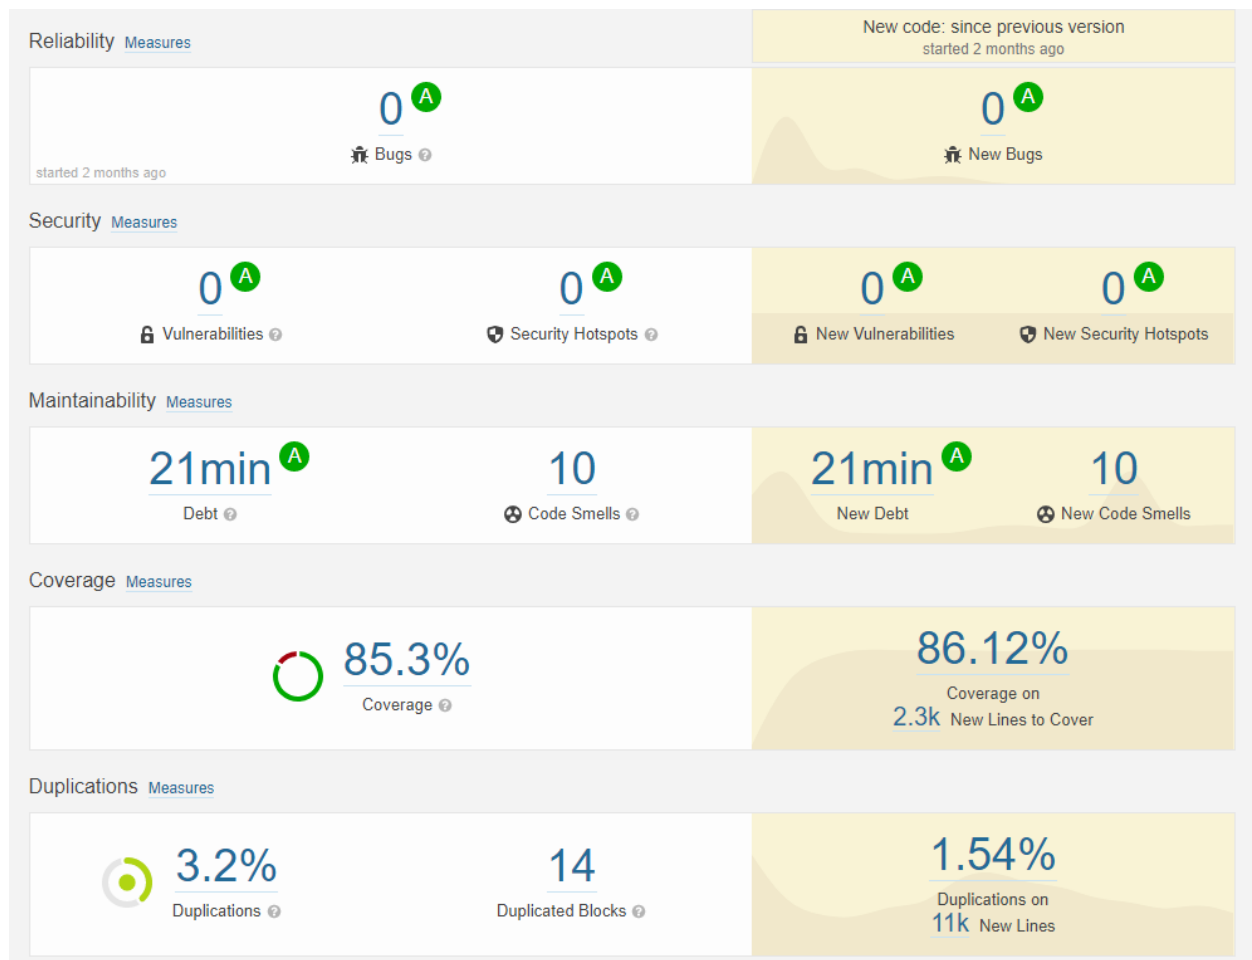 New code: since previous version
started 2 months ago
Reliability Measures
0 A
Bugs ?
started 2 months ago
0 A
New Bugs
Security Measures
0 A
Vulnerabilities ?
0 A
Security Hotspots ?
0 A
New Vulnerabilities
0 A
New Security Hotspots
Maintainability Measures
21min A
Debt ?
10
Code Smells ?
21min A
New Debt
10
New Code Smells
Coverage Measures
85.3%
Coverage ?
86.12%
Coverage on
2.3k New Lines to Cover
Duplications Measures
3.2%
Duplications ?
14
Duplicated Blocks ?
1.54%
Duplications on
11k New Lines